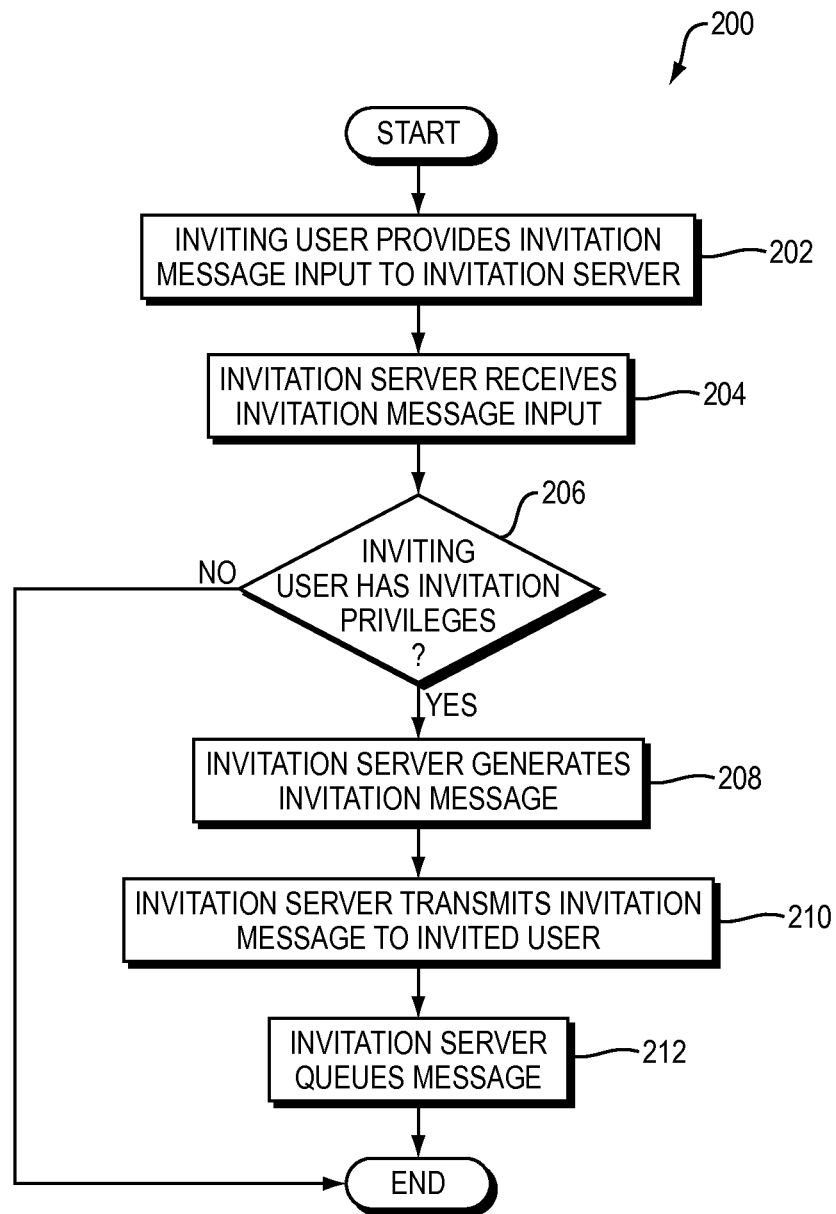 200
START
INVITING USER PROVIDES INVITATION
MESSAGE INPUT TO INVITATION SERVER
202
INVITATION SERVER RECEIVES
INVITATION MESSAGE INPUT
204
206
INVITING
USER HAS INVITATION
PRIVILEGES
?
NO
YES
INVITATION SERVER GENERATES
INVITATION MESSAGE
208
INVITATION SERVER TRANSMITS INVITATION
MESSAGE TO INVITED USER
210
INVITATION SERVER
QUEUES MESSAGE
212
END